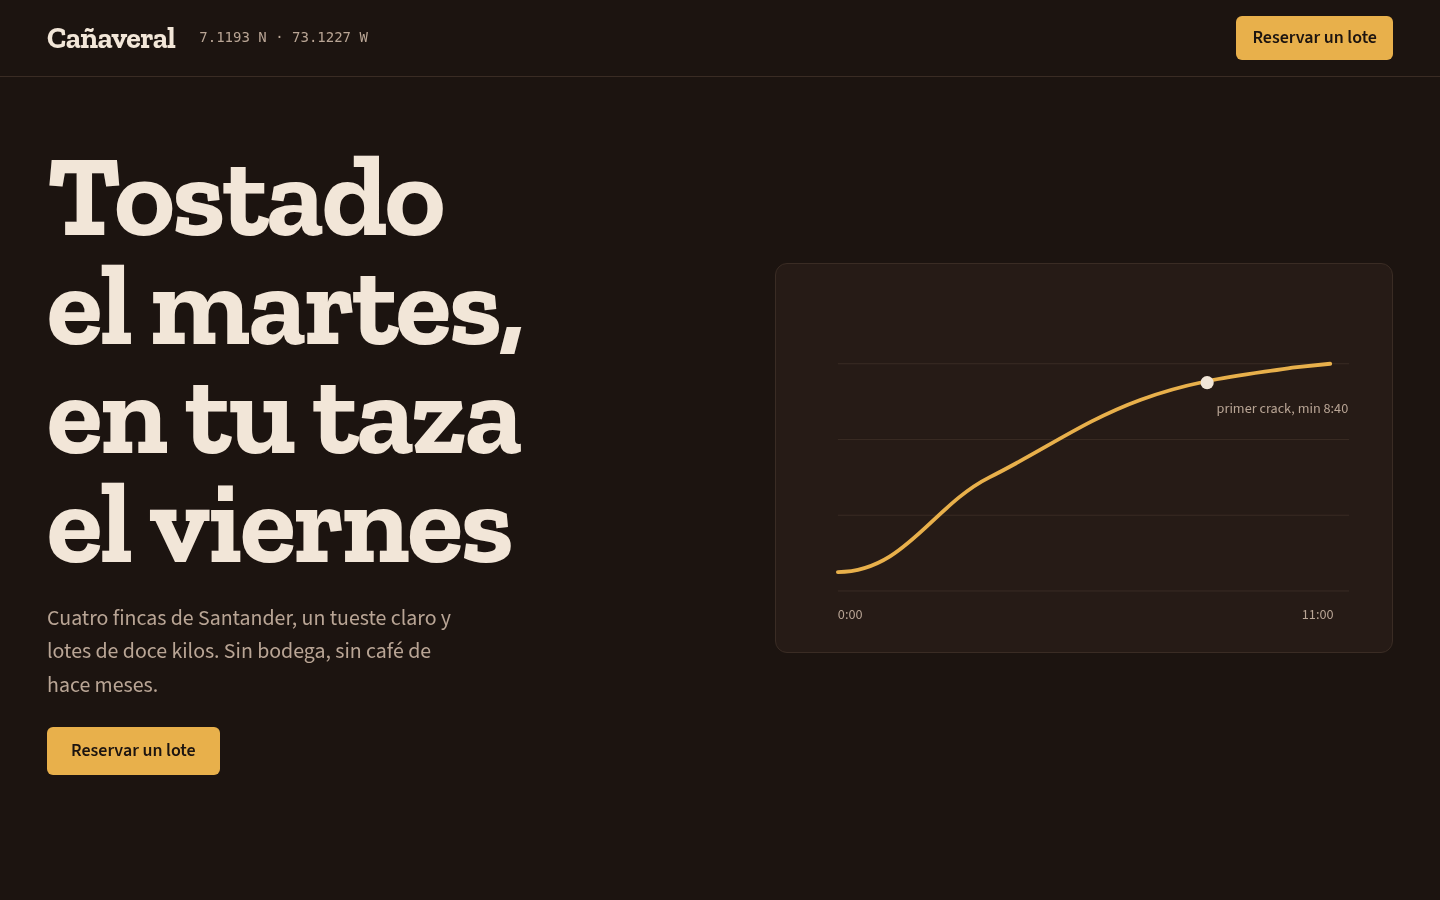 Cañaveral
7.1193 N · 73.1227 W
Reservar un lote
Tostado
el martes,
en tu taza
el viernes
Cuatro fincas de Santander, un tueste claro y
lotes de doce kilos. Sin bodega, sin café de
hace meses.
Reservar un lote
primer crack, min 8:40
0:00
11:00